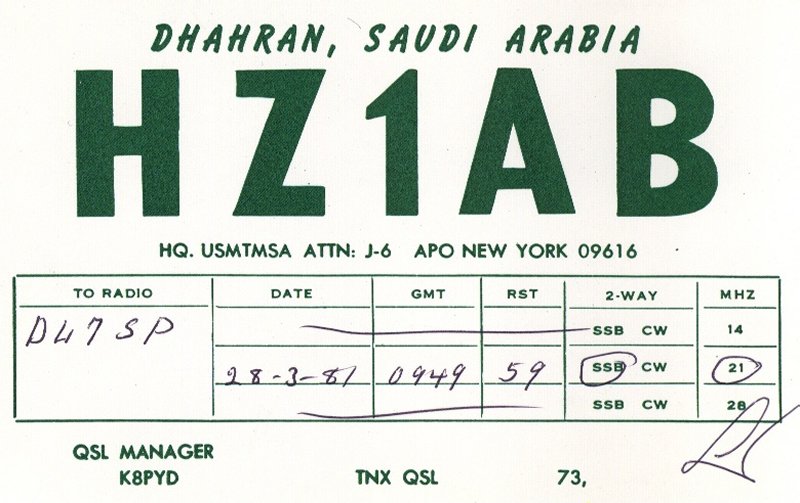 DHAHRAN, SAUDI ARABIA
HZ1AB
HQ. USMTMSA ATTN: J-6 APO NEW YORK 09616
TO RADIO DATE GMT RST 2-WAY MHZ
DL7SP SSB CW 14
28-3-81 0949 59 SSB CW 21
SSB CW 28
QSL MANAGER
K8PYD TNX QSL 73,